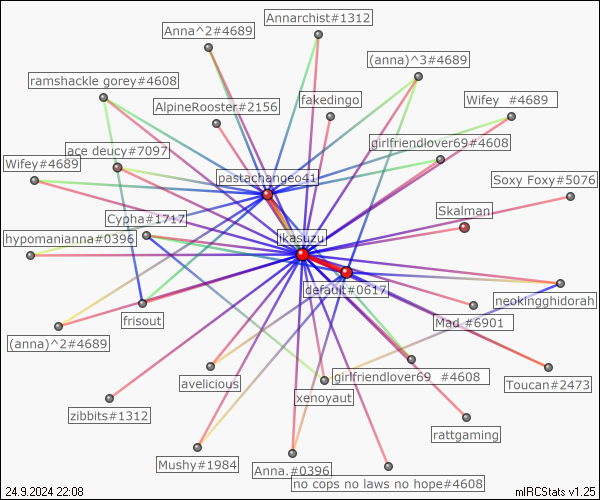 Annarchist#1312
Anna^2#4689
(anna)^3#4689
ramshackle gorey#4608
AlpineRooster#2156
fakedingo
Wifey  #4689
girlfriendlover69#4608
ace deucy#7097
Wifey#4689
pastachangeo41
Soxy Foxy#5076
Cypha#1717
Skalman
hypomanianna#0396
ikasuzu
default#0617
neokingghidorah
frisout
Mad_#6901
(anna)^2#4689
avelicious
girlfriendlover69  #4608
Toucan#2473
xenoyaut
zibbits#1312
rattgaming
Mushy#1984
Anna.#0396
no cops no laws no hope#4608
24.9.2024 22:08
mIRCStats v1.25